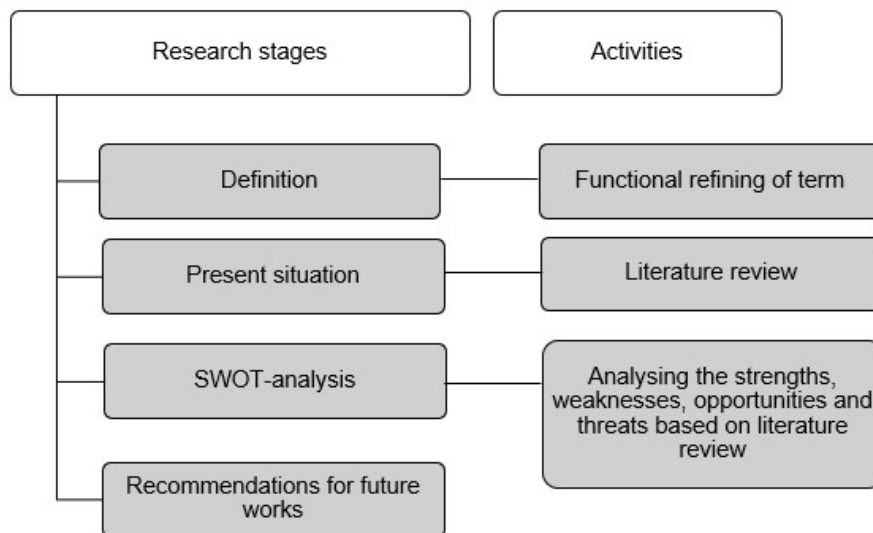 Research stages
Activities
Definition
Functional refining of term
Present situation
Literature review
SWOT-analysis
Analysing the strengths,
weaknesses, opportunities and
threats based on literature
review
Recommendations for future
works